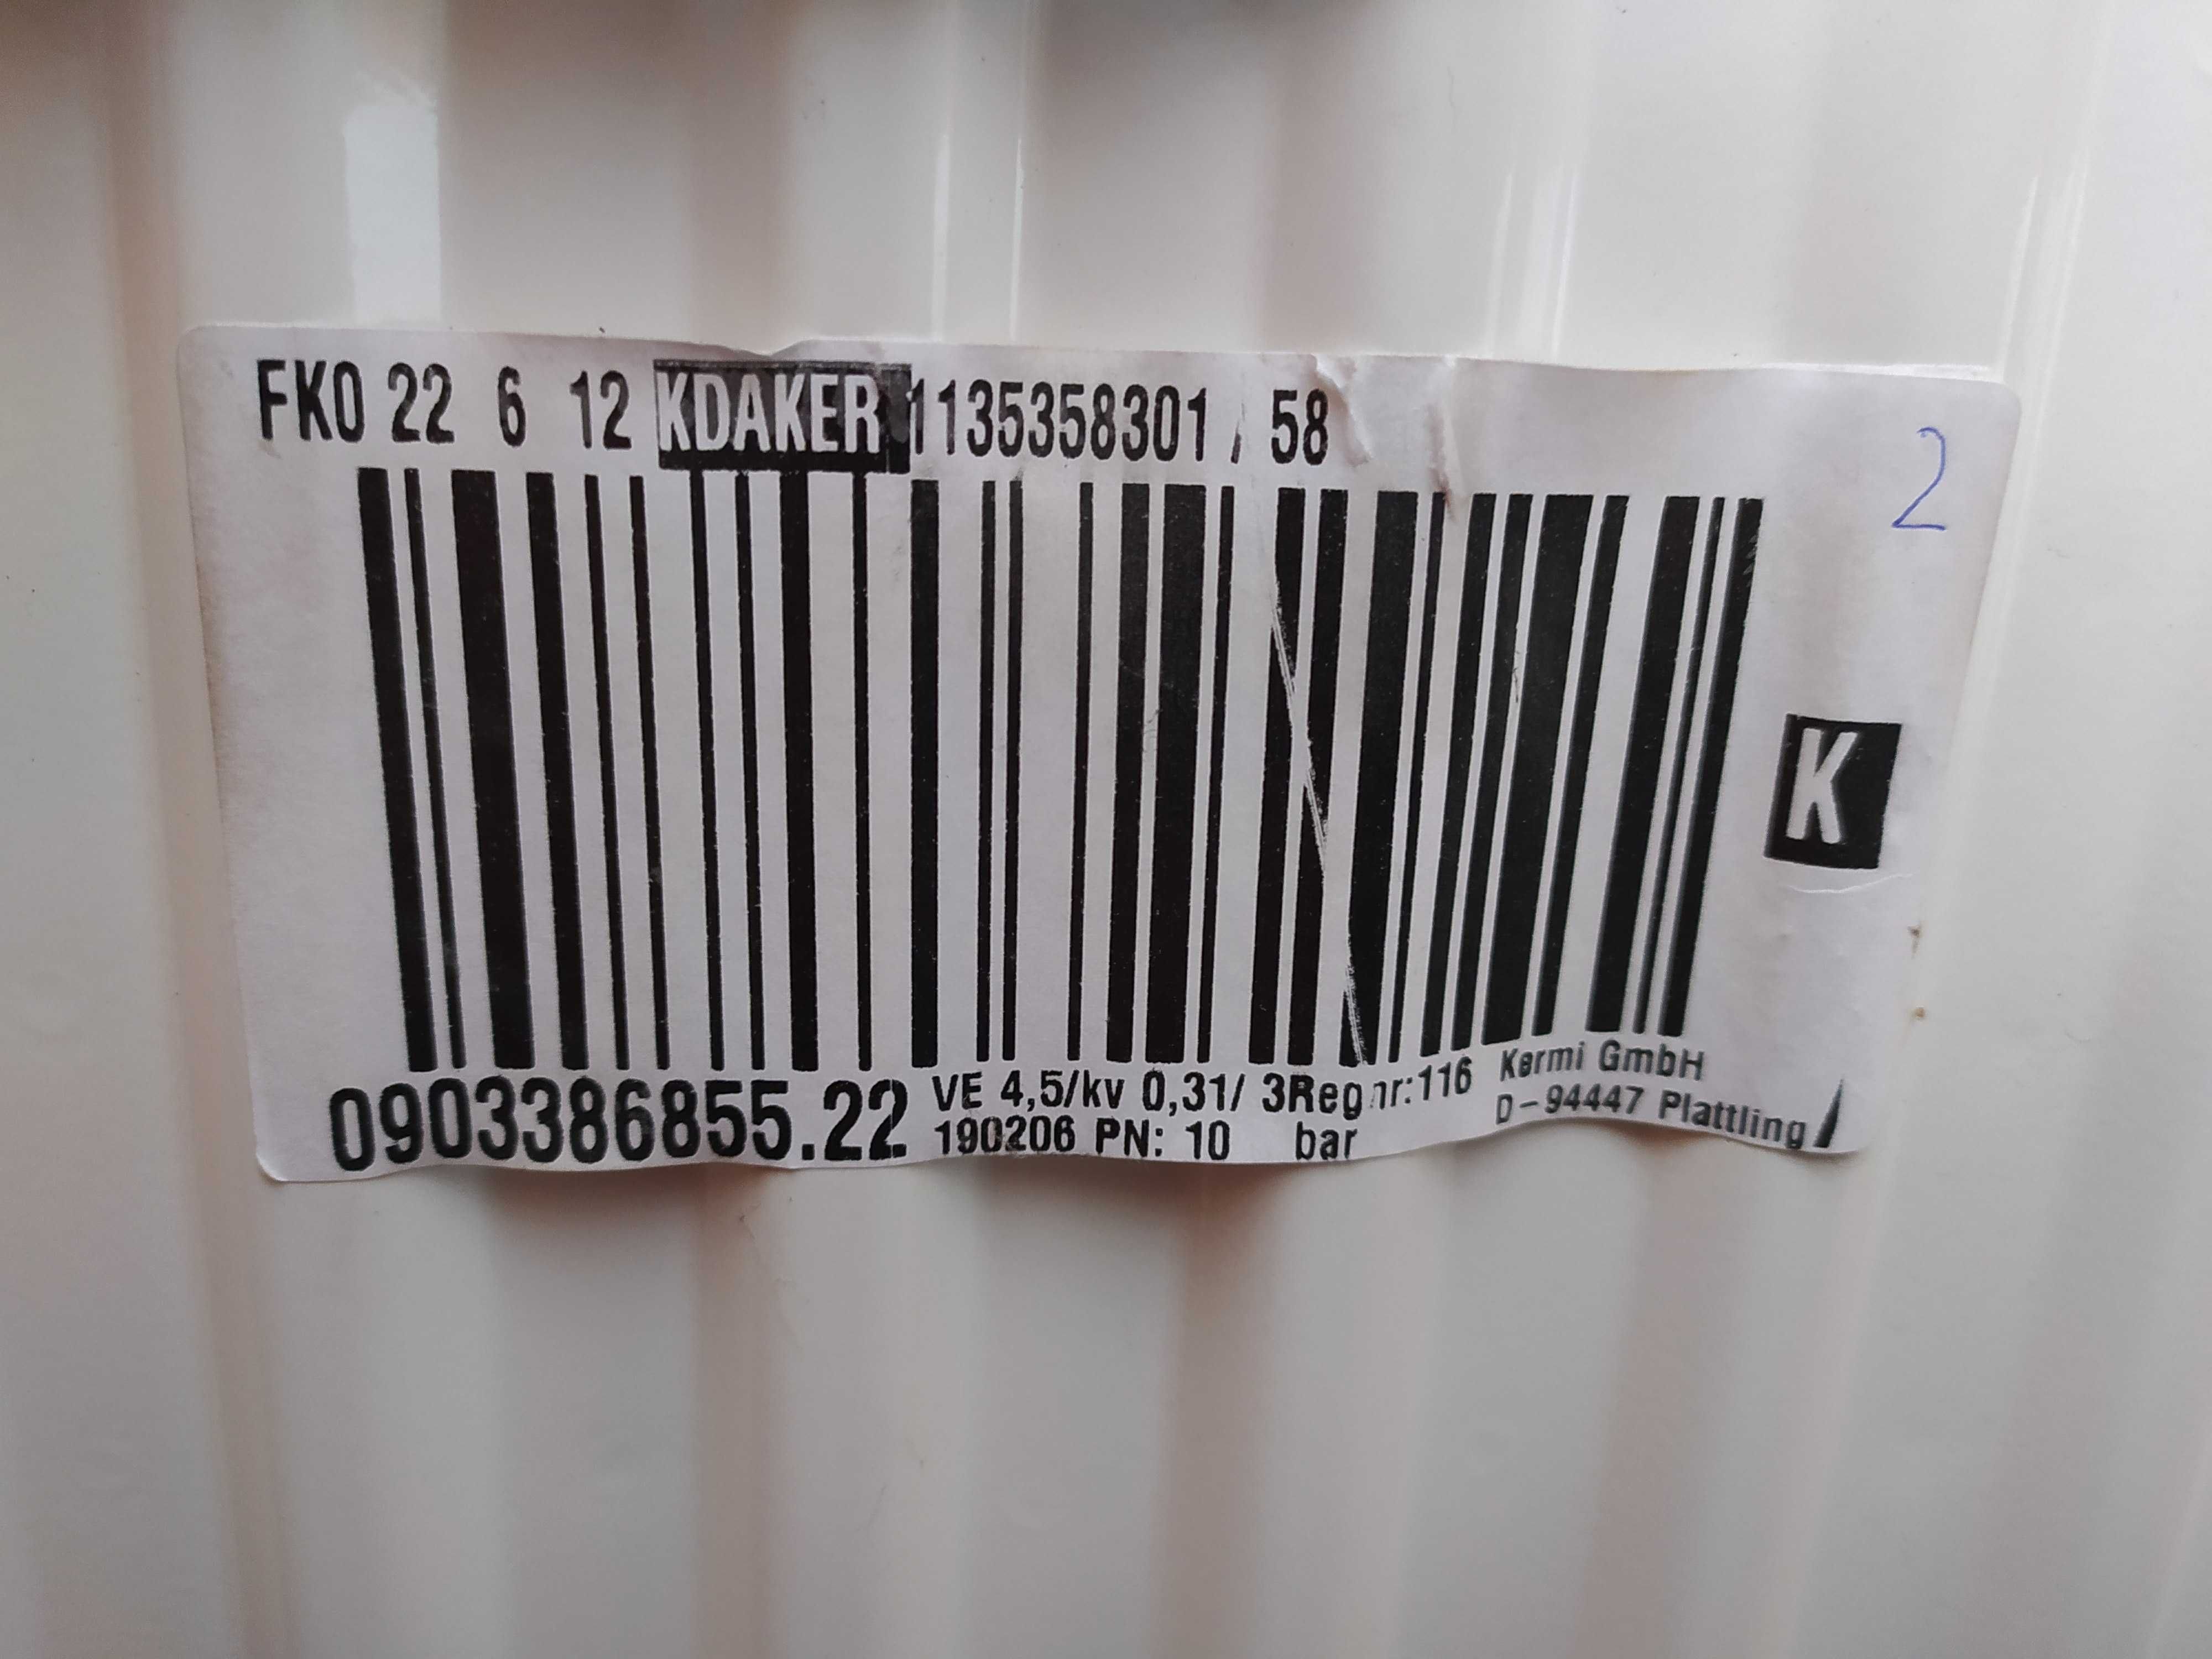 FKO 22 6 12 KDAKER 1135358301 / 58
2
K
0903386855.22
VE 4,5/kv 0,31/ 3Regnr:116
190206 PN: 10 bar
Kermi GmbH
D-94447 Plattling